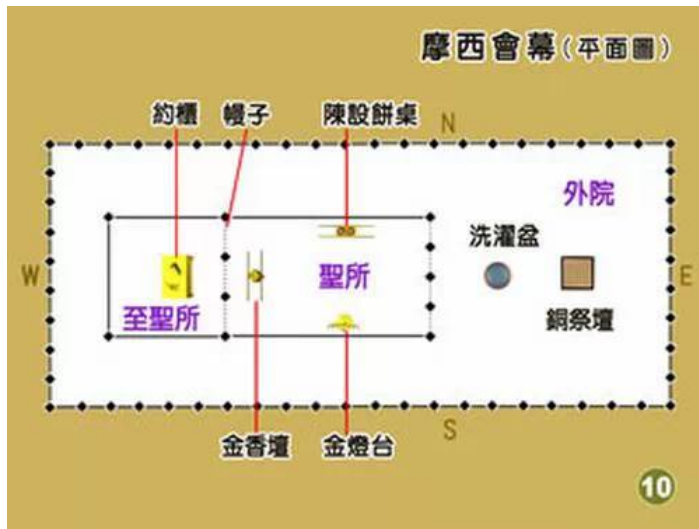 摩西會幕(平面圖)
約櫃 幔子 陳設餅桌
N
外院
洗濯盆
W 聖所 E
至聖所 銅祭壇
金香壇 金燈台
S
10